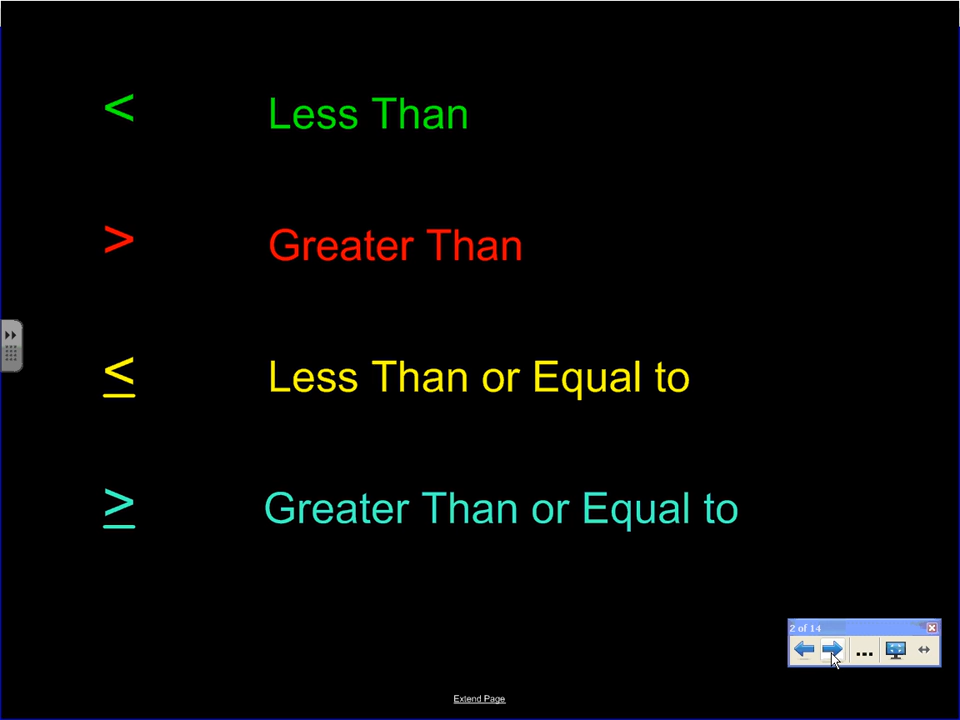 < Less Than
> Greater Than
≤ Less Than or Equal to
≥ Greater Than or Equal to
2 of 14
...
Extend Page